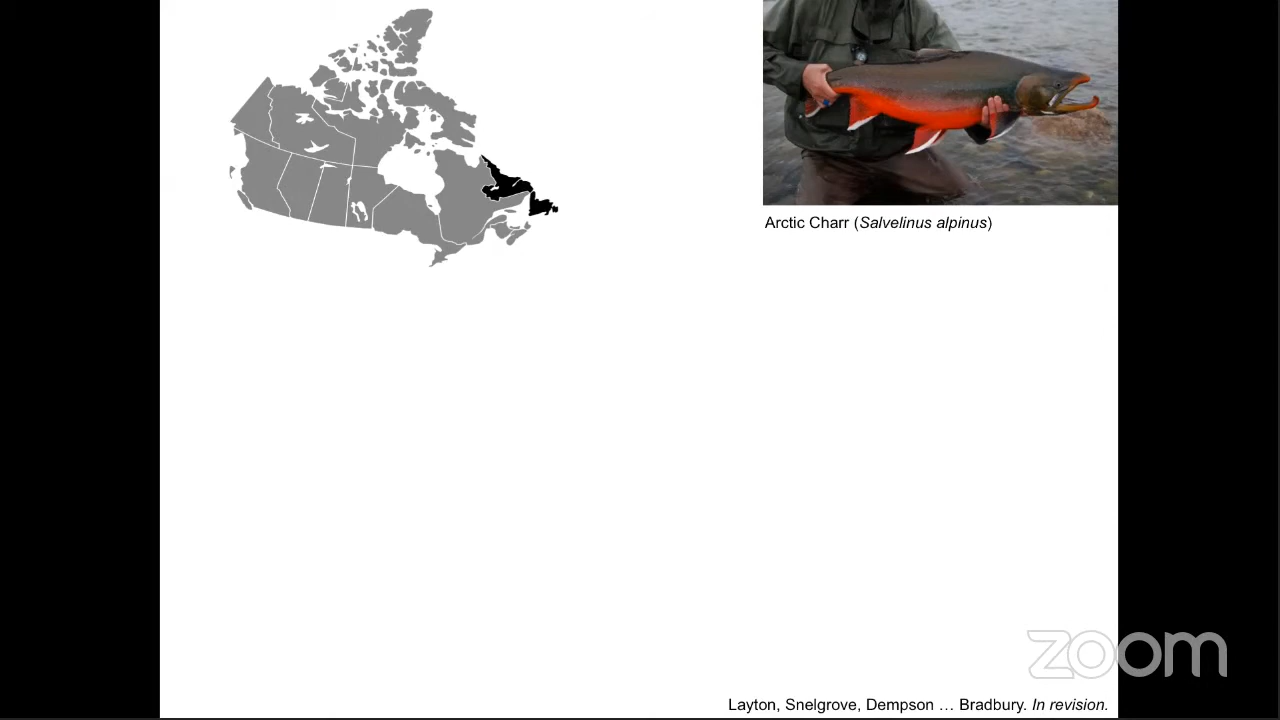 Arctic Charr (Salvelinus alpinus)
zoom
Layton, Snelgrove, Dempson … Bradbury. In revision.